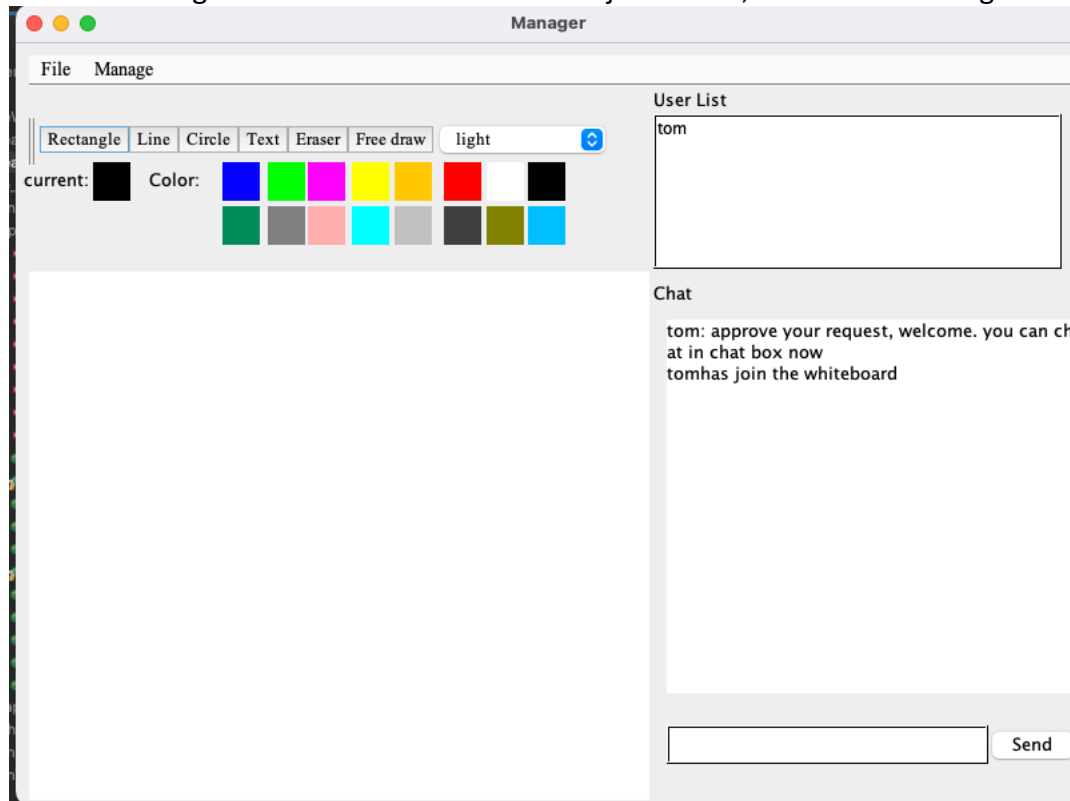 Manager
File Manage
User List
tom
Rectangle Line Circle Text Eraser Free draw light
current: Color:
Chat
tom: approve your request, welcome. you can ch
at in chat box now
tomhas join the whiteboard
Send